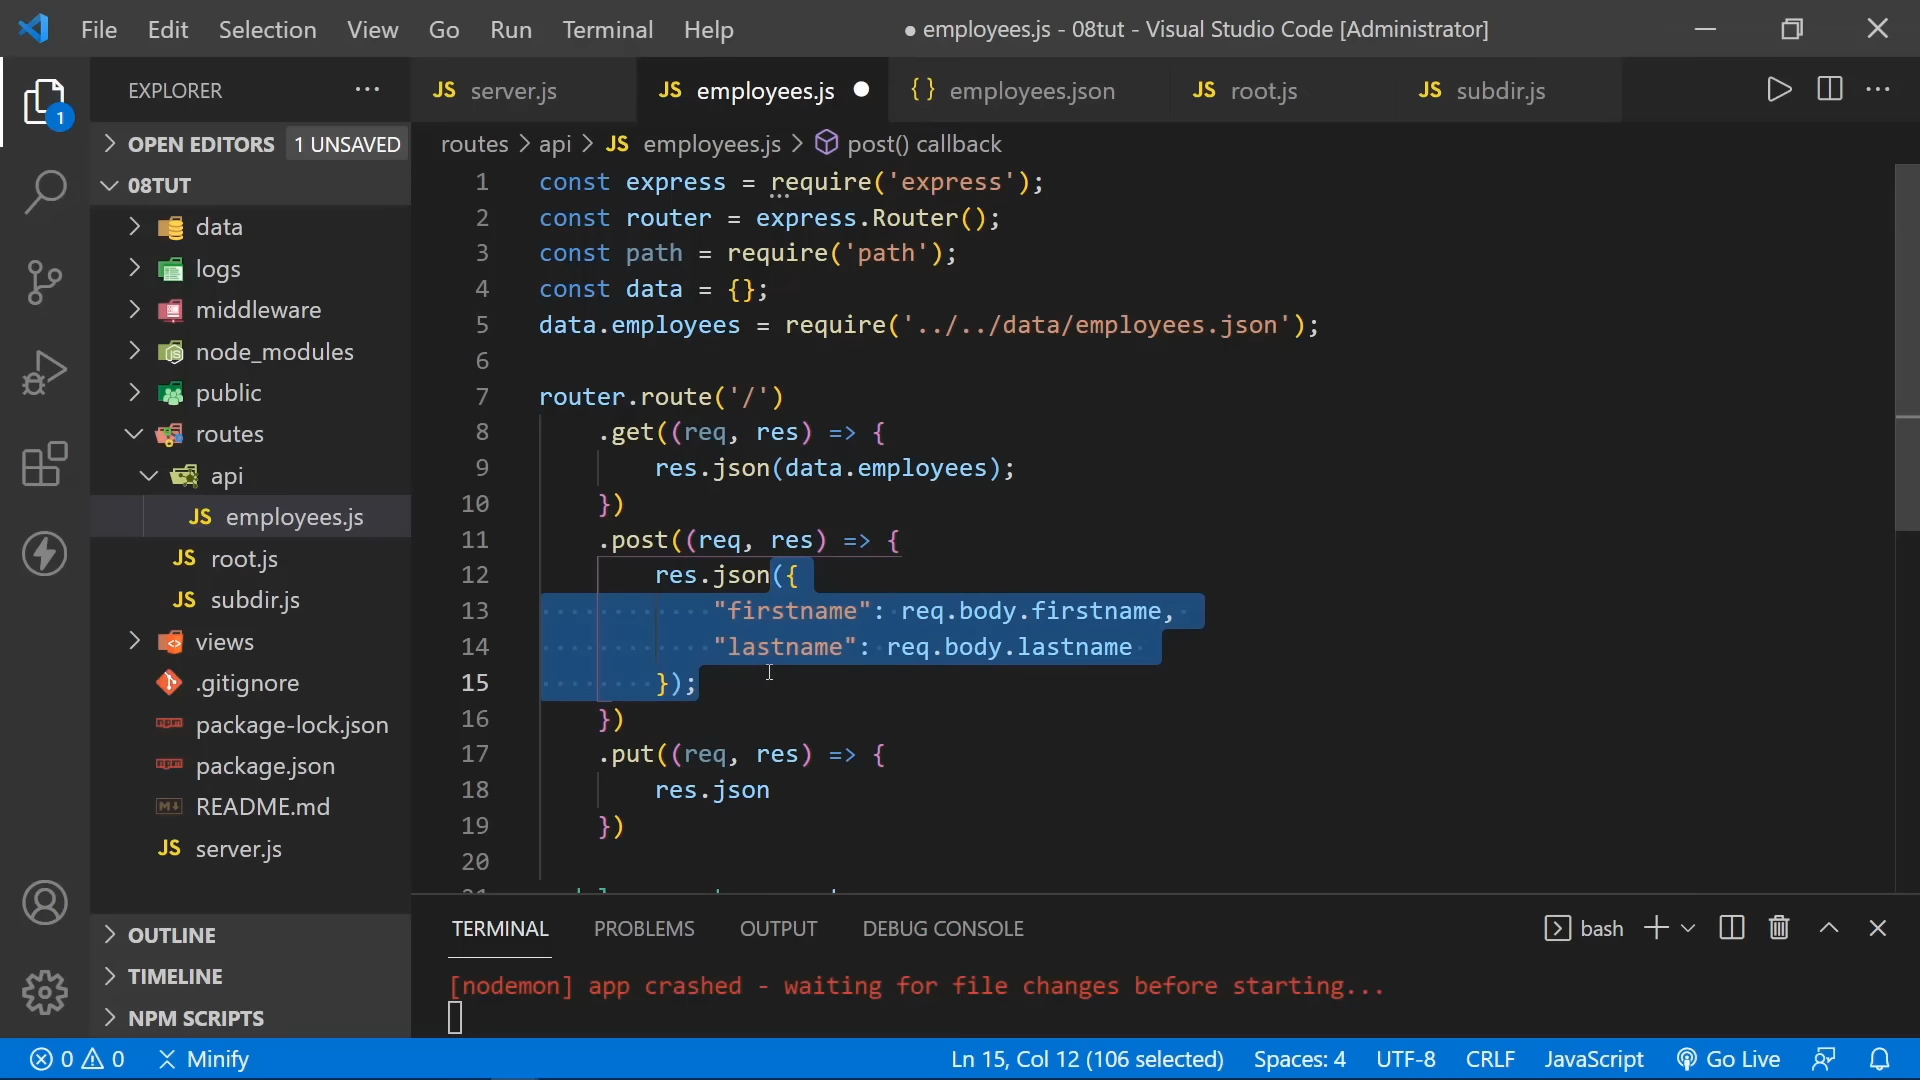 File Edit Selection View Go Run Terminal Help
● employees.js - 08tut - Visual Studio Code [Administrator]
EXPLORER ...
JS server.js
JS employees.js ●
{} employees.json
JS root.js
JS subdir.js
1
OPEN EDITORS 1 UNSAVED
08TUT
data
logs
middleware
node_modules
public
routes
api
JS employees.js
JS root.js
JS subdir.js
views
.gitignore
package-lock.json
package.json
README.md
JS server.js
OUTLINE
TIMELINE
NPM SCRIPTS
routes > api > JS employees.js > post() callback
1 const express = require('express');
2 const router = express.Router();
3 const path = require('path');
4 const data = {};
5 data.employees = require('../../data/employees.json');
6
7 router.route('/')
8 .get((req, res) => {
9 res.json(data.employees);
10 })
11 .post((req, res) => {
12 res.json({
13 "firstname": req.body.firstname,
14 "lastname": req.body.lastname
15 });
16 })
17 .put((req, res) => {
18 res.json
19 })
20
TERMINAL PROBLEMS OUTPUT DEBUG CONSOLE
bash
[nodemon] app crashed - waiting for file changes before starting...
0 0 Minify
Ln 15, Col 12 (106 selected) Spaces: 4 UTF-8 CRLF JavaScript Go Live